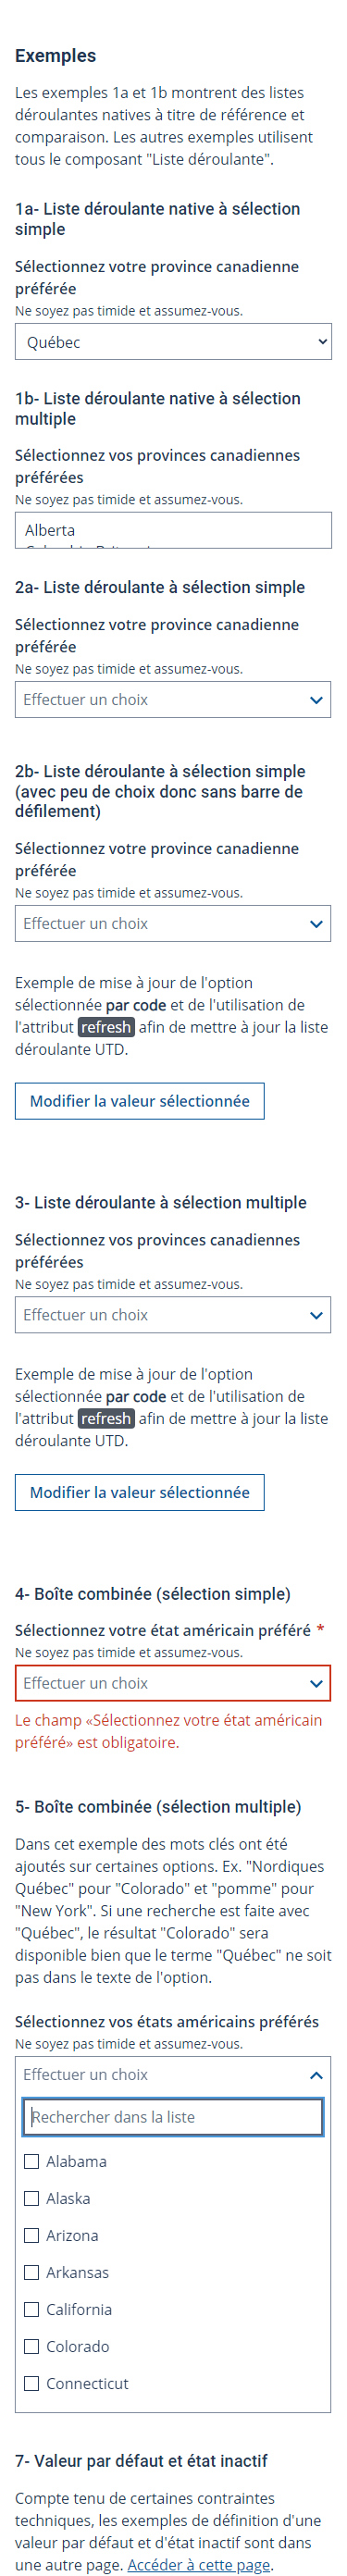 Exemples
Les exemples 1a et 1b montrent des listes
déroulantes natives à titre de référence et
comparaison. Les autres exemples utilisent
tous le composant "Liste déroulante".
1a- Liste déroulante native à sélection
simple
Sélectionnez votre province canadienne
préférée
Ne soyez pas timide et assumez-vous.
Québec
1b- Liste déroulante native à sélection
multiple
Sélectionnez vos provinces canadiennes
préférées
Ne soyez pas timide et assumez-vous.
Alberta
2a- Liste déroulante à sélection simple
Sélectionnez votre province canadienne
préférée
Ne soyez pas timide et assumez-vous.
Effectuer un choix
2b- Liste déroulante à sélection simple
(avec peu de choix donc sans barre de
défilement)
Sélectionnez votre province canadienne
préférée
Ne soyez pas timide et assumez-vous.
Effectuer un choix
Exemple de mise à jour de l'option
sélectionnée par code et de l'utilisation de
l'attribut refresh afin de mettre à jour la liste
déroulante UTD.
Modifier la valeur sélectionnée
3- Liste déroulante à sélection multiple
Sélectionnez vos provinces canadiennes
préférées
Ne soyez pas timide et assumez-vous.
Effectuer un choix
Exemple de mise à jour de l'option
sélectionnée par code et de l'utilisation de
l'attribut refresh afin de mettre à jour la liste
déroulante UTD.
Modifier la valeur sélectionnée
4- Boîte combinée (sélection simple)
Sélectionnez votre état américain préféré *
Ne soyez pas timide et assumez-vous.
Effectuer un choix
Le champ «Sélectionnez votre état américain
préféré» est obligatoire.
5- Boîte combinée (sélection multiple)
Dans cet exemple des mots clés ont été
ajoutés sur certaines options. Ex. "Nordiques
Québec" pour "Colorado" et "pomme" pour
"New York". Si une recherche est faite avec
"Québec", le résultat "Colorado" sera
disponible bien que le terme "Québec" ne soit
pas dans le texte de l'option.
Sélectionnez vos états américains préférés
Ne soyez pas timide et assumez-vous.
Effectuer un choix
Rechercher dans la liste
Alabama
Alaska
Arizona
Arkansas
California
Colorado
Connecticut
7- Valeur par défaut et état inactif
Compte tenu de certaines contraintes
techniques, les exemples de définition d'une
valeur par défaut et d'état inactif sont dans
une autre page. Accéder à cette page.